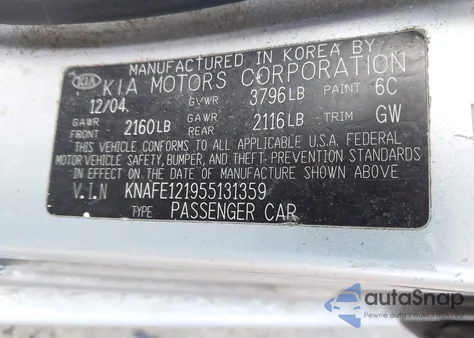 MANUFACTURED IN KOREA BY
KIA KIA MOTORS CORPORATION
12/04 GVWR 3796LB PAINT 6C
GAWR FRONT 2160LB GAWR REAR 2116LB TRIM GW
THIS VEHICLE CONFORMS TO ALL APPLICABLE U.S.A. FEDERAL
MOTOR VEHICLE SAFETY, BUMPER, AND THEFT-PREVENTION STANDARDS
IN EFFECT ON THE DATE OF MANUFACTURE SHOWN ABOVE
V.I.N KNAFE121955131359
TYPE PASSENGER CAR
autoSnap